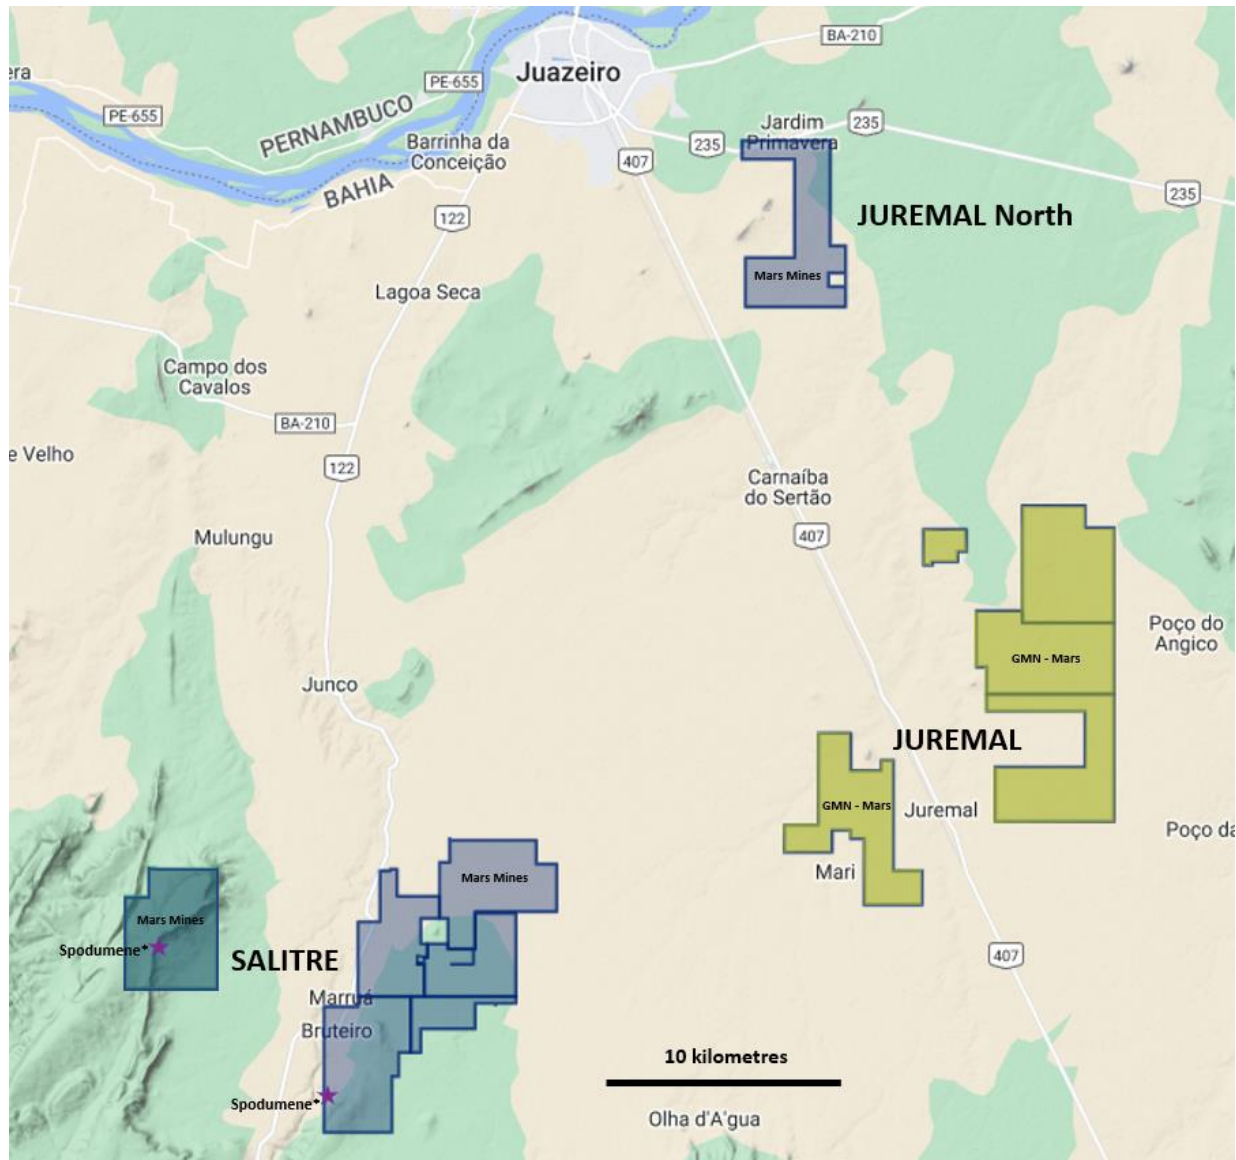 BA-210
Juazeiro
era
PE-655
PE-655
PERNAMBUCO
Jardim
Primavera
235
235
Barrinha da
Conceição
407
BAHIA
235
122
JUREMAL North
Mars Mines
Lagoa Seca
Campo dos
Cavalos
BA-210
e Velho
122
Carnaíba
do Sertão
407
Mulungu
Poço do
Angico
GMN - Mars
Junco
JUREMAL
GMN - Mars
Juremal
Poço da
Mari
Mars Mines
Mars Mines
Spodumene*
SALITRE
407
Marruá
Bruteiro
10 kilometres
Spodumene*
Olha d'A'gua